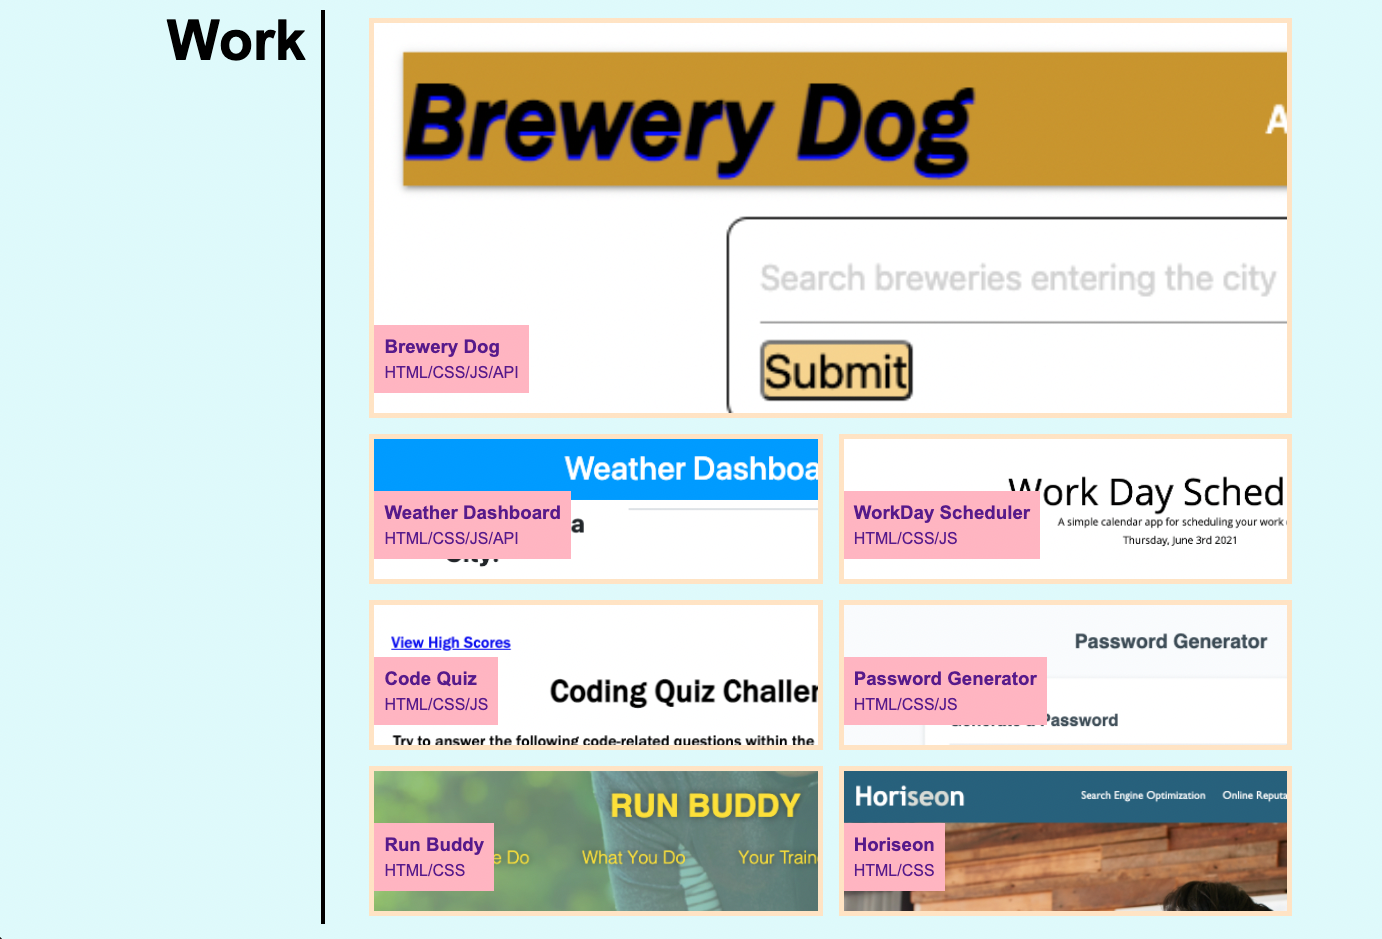 Work
Brewery Dog
A
Search breweries entering the city
Submit
Brewery Dog
HTML/CSS/JS/API
Weather Dashboa
Weather Dashboard
HTML/CSS/JS/API
a
City:
Work Day Sched
A simple calendar app for scheduling your work
Thursday, June 3rd 2021
WorkDay Scheduler
HTML/CSS/JS
View High Scores
Coding Quiz Challen
Code Quiz
HTML/CSS/JS
Try to answer the following code-related questions within the
Password Generator
Password Generator
HTML/CSS/JS
Generate a Password
RUN BUDDY
e Do
What You Do
Your Train
Run Buddy
HTML/CSS
Horiseon
Search Engine Optimization
Online Reputa
Horiseon
HTML/CSS